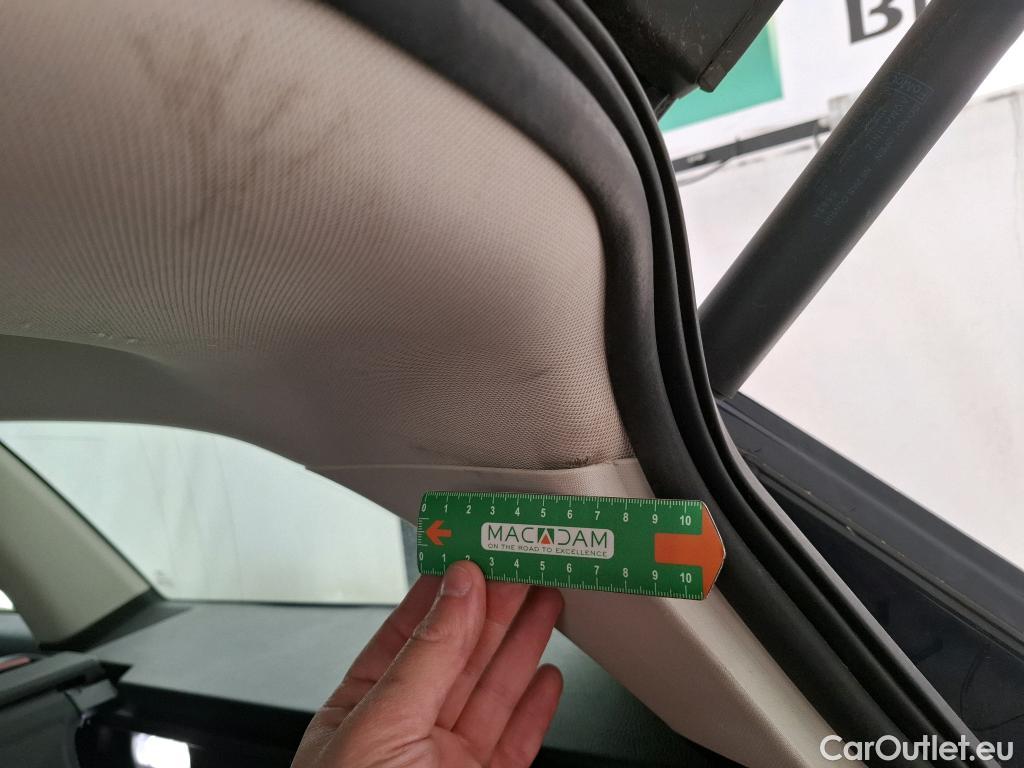 B
0 1 2 3 4 5 6 7 8 9 10
MACADAM
ON THE ROAD TO EXCELLENCE
0 1 2 3 4 5 6 7 8 9 10
CarOutlet.eu